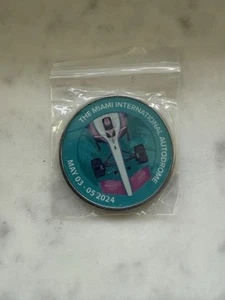 THE MIAMI INTERNATIONAL AUTODROME
MAY 03 - 05 2024